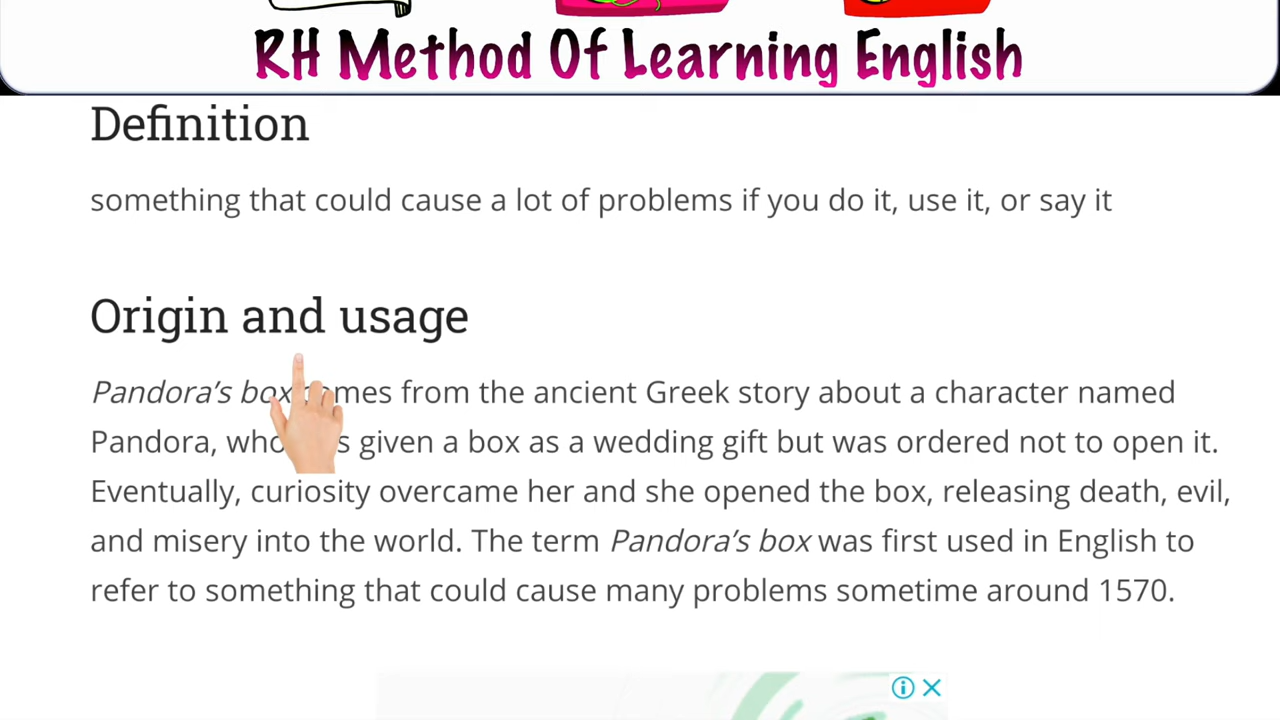 RH Method Of Learning English
Definition
something that could cause a lot of problems if you do it, use it, or say it
Origin and usage
Pandora's box mes from the ancient Greek story about a character named
Pandora, who s given a box as a wedding gift but was ordered not to open it.
Eventually, curiosity overcame her and she opened the box, releasing death, evil,
and misery into the world. The term Pandora's box was first used in English to
refer to something that could cause many problems sometime around 1570.